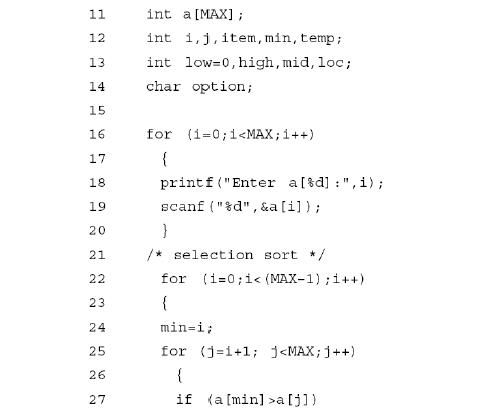 11 int a[MAX];
12 int i,j,item,min,temp;
13 int low=0,high,mid,loc;
14 char option;
15
16 for (i=0;i<MAX;i++)
17 {
18 printf("Enter a[%d]:",i);
19 scanf("%d",&a[i]);
20 }
21 /* selection sort */
22 for (i=0;i<(MAX-1);i++)
23 {
24 min=i;
25 for (j=i+1; j<MAX;j++)
26 {
27 if (a[min]>a[j])